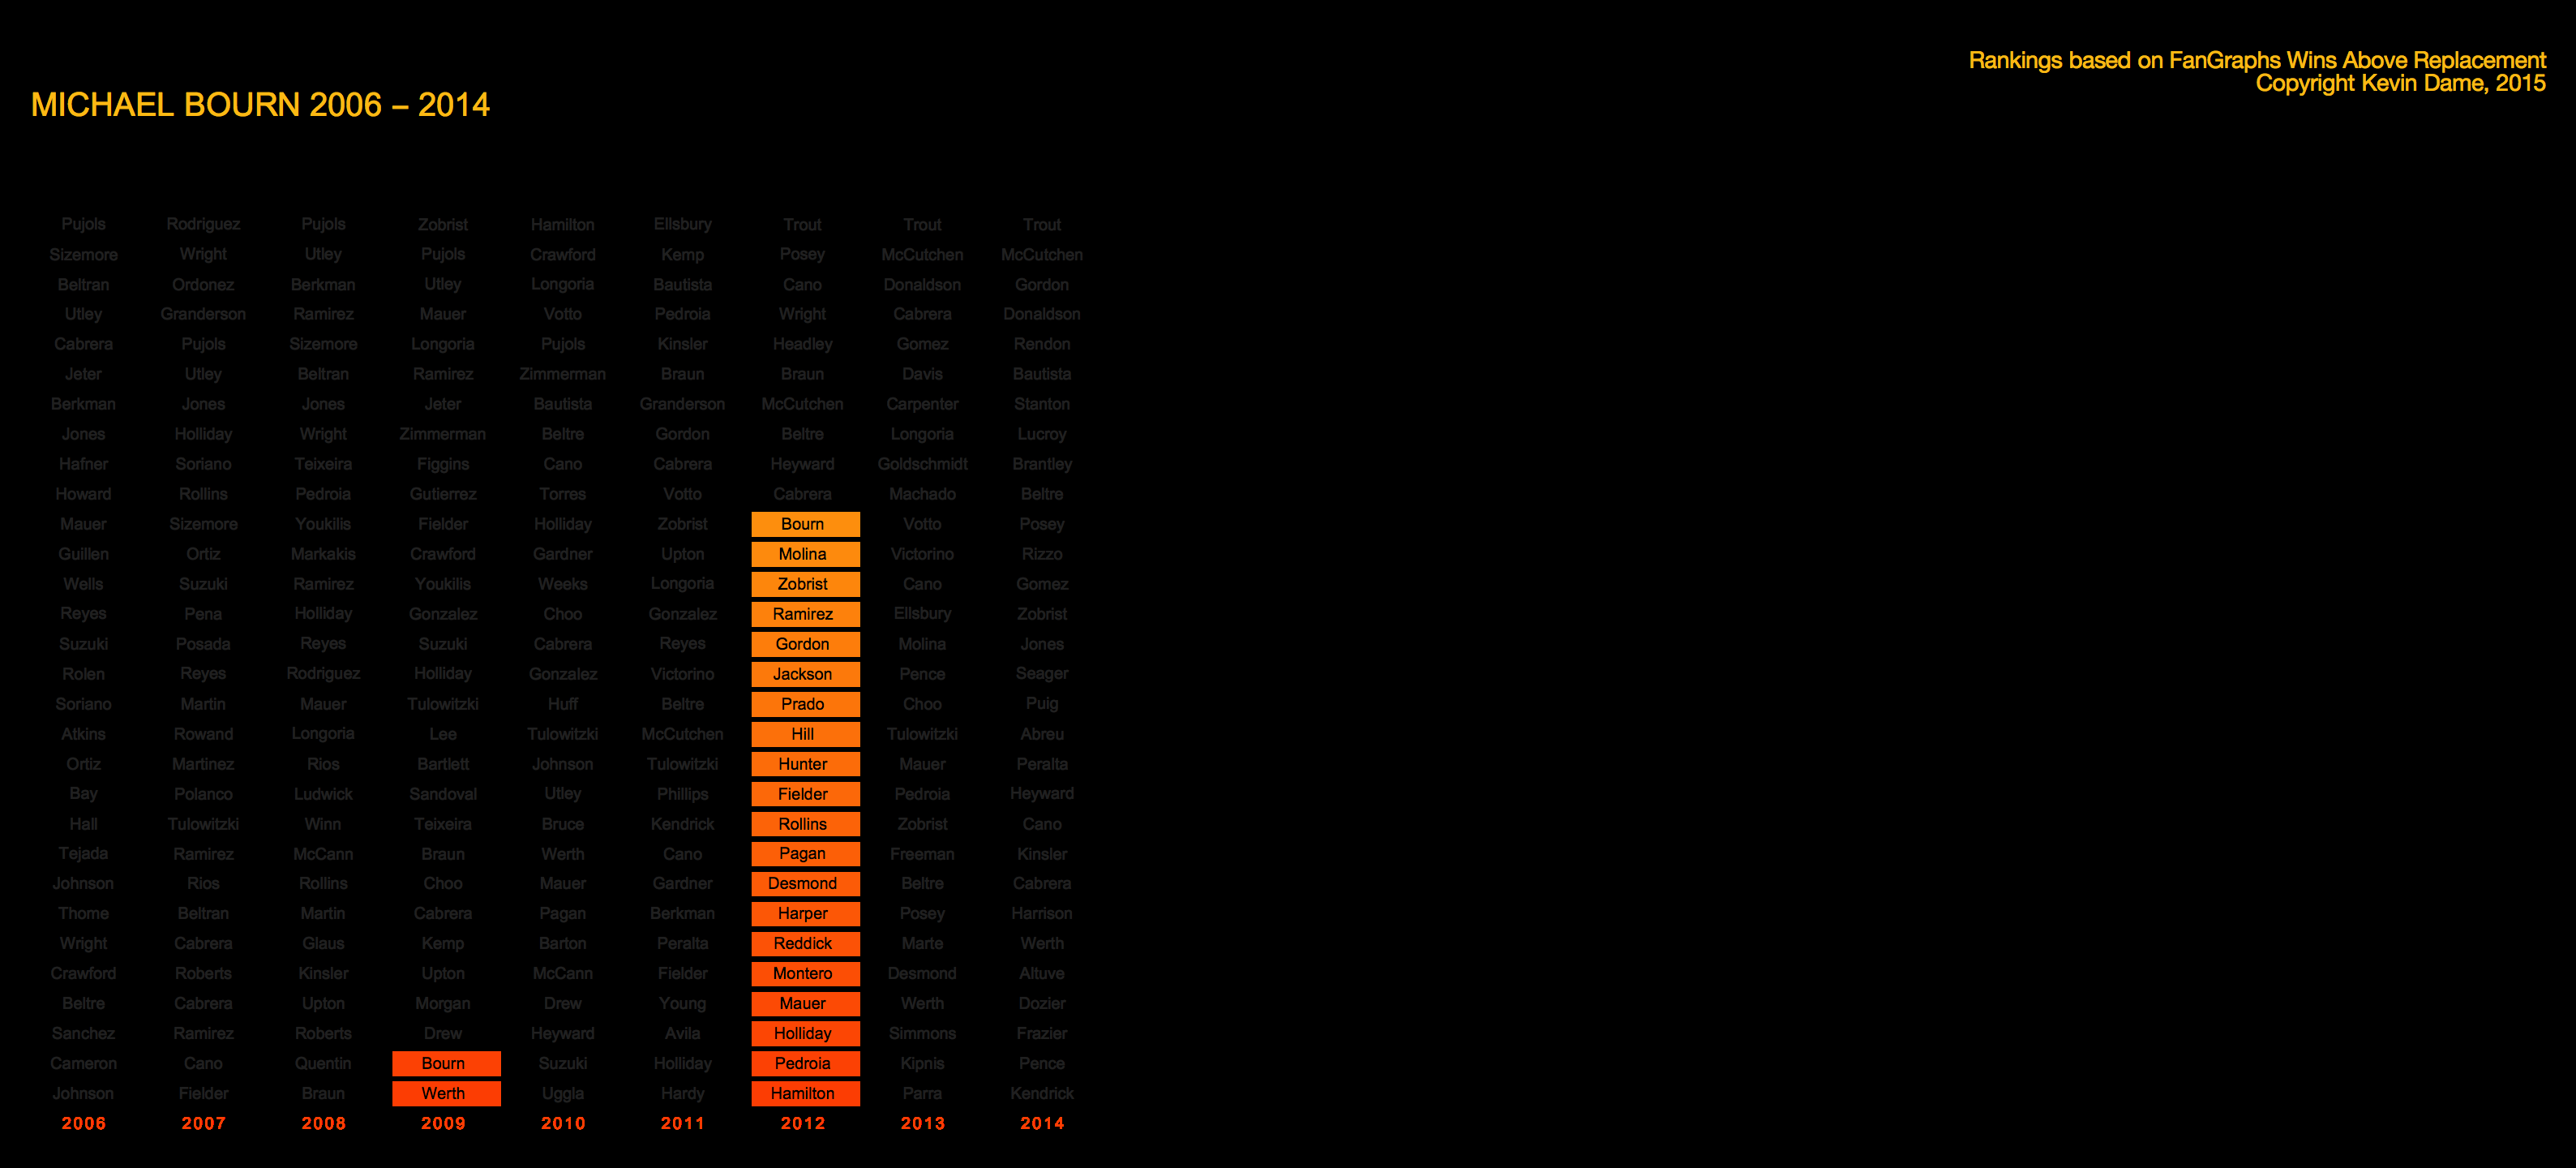 Rankings based on FanGraphs Wins Above Replacement
Copyright Kevin Dame, 2015
MICHAEL BOURN 2006 – 2014
Pujols Rodriguez Pujols Zobrist Hamilton Ellsbury Trout Trout Trout
Sizemore Wright Utley Pujols Crawford Kemp Posey McCutchen McCutchen
Beltran Ordonez Berkman Utley Longoria Bautista Cano Donaldson Gordon
Utley Granderson Ramirez Mauer Votto Pedroia Wright Cabrera Donaldson
Cabrera Pujols Sizemore Longoria Pujols Kinsler Headley Gomez Rendon
Jeter Utley Beltran Ramirez Zimmerman Braun Braun Davis Bautista
Berkman Jones Jones Jeter Bautista Granderson McCutchen Carpenter Stanton
Jones Holliday Wright Zimmerman Beltre Gordon Beltre Longoria Lucroy
Hafner Soriano Teixeira Figgins Cano Cabrera Heyward Goldschmidt Brantley
Howard Rollins Pedroia Gutierrez Torres Votto Cabrera Machado Beltre
Mauer Sizemore Youkilis Fielder Holliday Zobrist Bourn Votto Posey
Guillen Ortiz Markakis Crawford Gardner Upton Molina Victorino Rizzo
Wells Suzuki Ramirez Youkilis Weeks Longoria Zobrist Cano Gomez
Reyes Pena Holliday Gonzalez Choo Gonzalez Ramirez Ellsbury Zobrist
Suzuki Posada Reyes Suzuki Cabrera Reyes Gordon Molina Jones
Rolen Reyes Rodriguez Holliday Gonzalez Victorino Jackson Pence Seager
Soriano Martin Mauer Tulowitzki Huff Beltre Prado Choo Puig
Atkins Rowand Longoria Lee Tulowitzki McCutchen Hill Tulowitzki Abreu
Ortiz Martinez Rios Bartlett Johnson Tulowitzki Hunter Mauer Peralta
Bay Polanco Ludwick Sandoval Utley Phillips Fielder Pedroia Heyward
Hall Tulowitzki Winn Teixeira Bruce Kendrick Rollins Zobrist Cano
Tejada Ramirez McCann Braun Werth Cano Pagan Freeman Kinsler
Johnson Rios Rollins Choo Mauer Gardner Desmond Beltre Cabrera
Thome Beltran Martin Cabrera Pagan Berkman Harper Posey Harrison
Wright Cabrera Glaus Kemp Barton Peralta Reddick Marte Werth
Crawford Roberts Kinsler Upton McCann Fielder Montero Desmond Altuve
Beltre Cabrera Upton Morgan Drew Young Mauer Werth Dozier
Sanchez Ramirez Roberts Drew Heyward Avila Holliday Simmons Frazier
Cameron Cano Quentin Bourn Suzuki Holliday Pedroia Kipnis Pence
Johnson Fielder Braun Werth Uggla Hardy Hamilton Parra Kendrick
2006 2007 2008 2009 2010 2011 2012 2013 2014